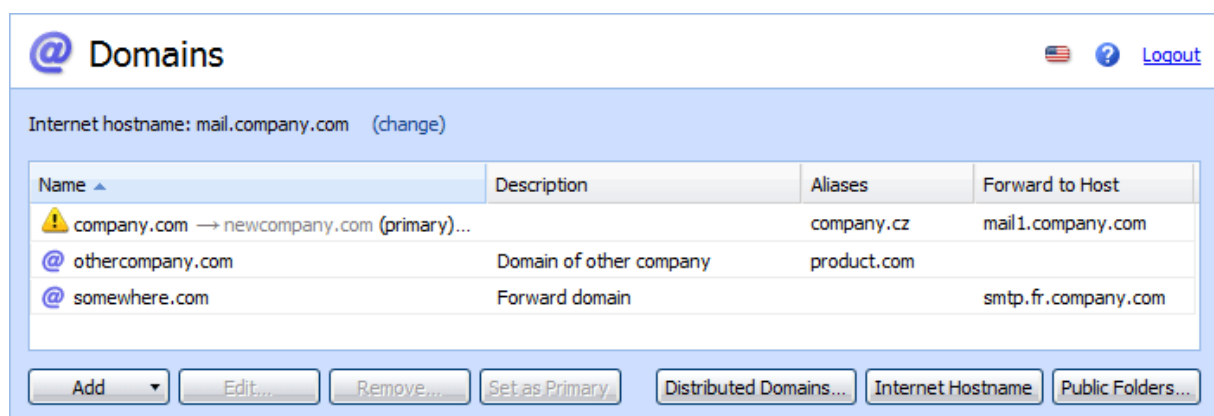 @ Domains
Logout
Internet hostname: mail.company.com (change)
Name Description Aliases Forward to Host
company.com → newcompany.com (primary)... company.cz mail1.company.com
@ othercompany.com Domain of other company product.com
@ somewhere.com Forward domain smtp.fr.company.com
Add Edit... Remove... Set as Primary Distributed Domains... Internet Hostname Public Folders...